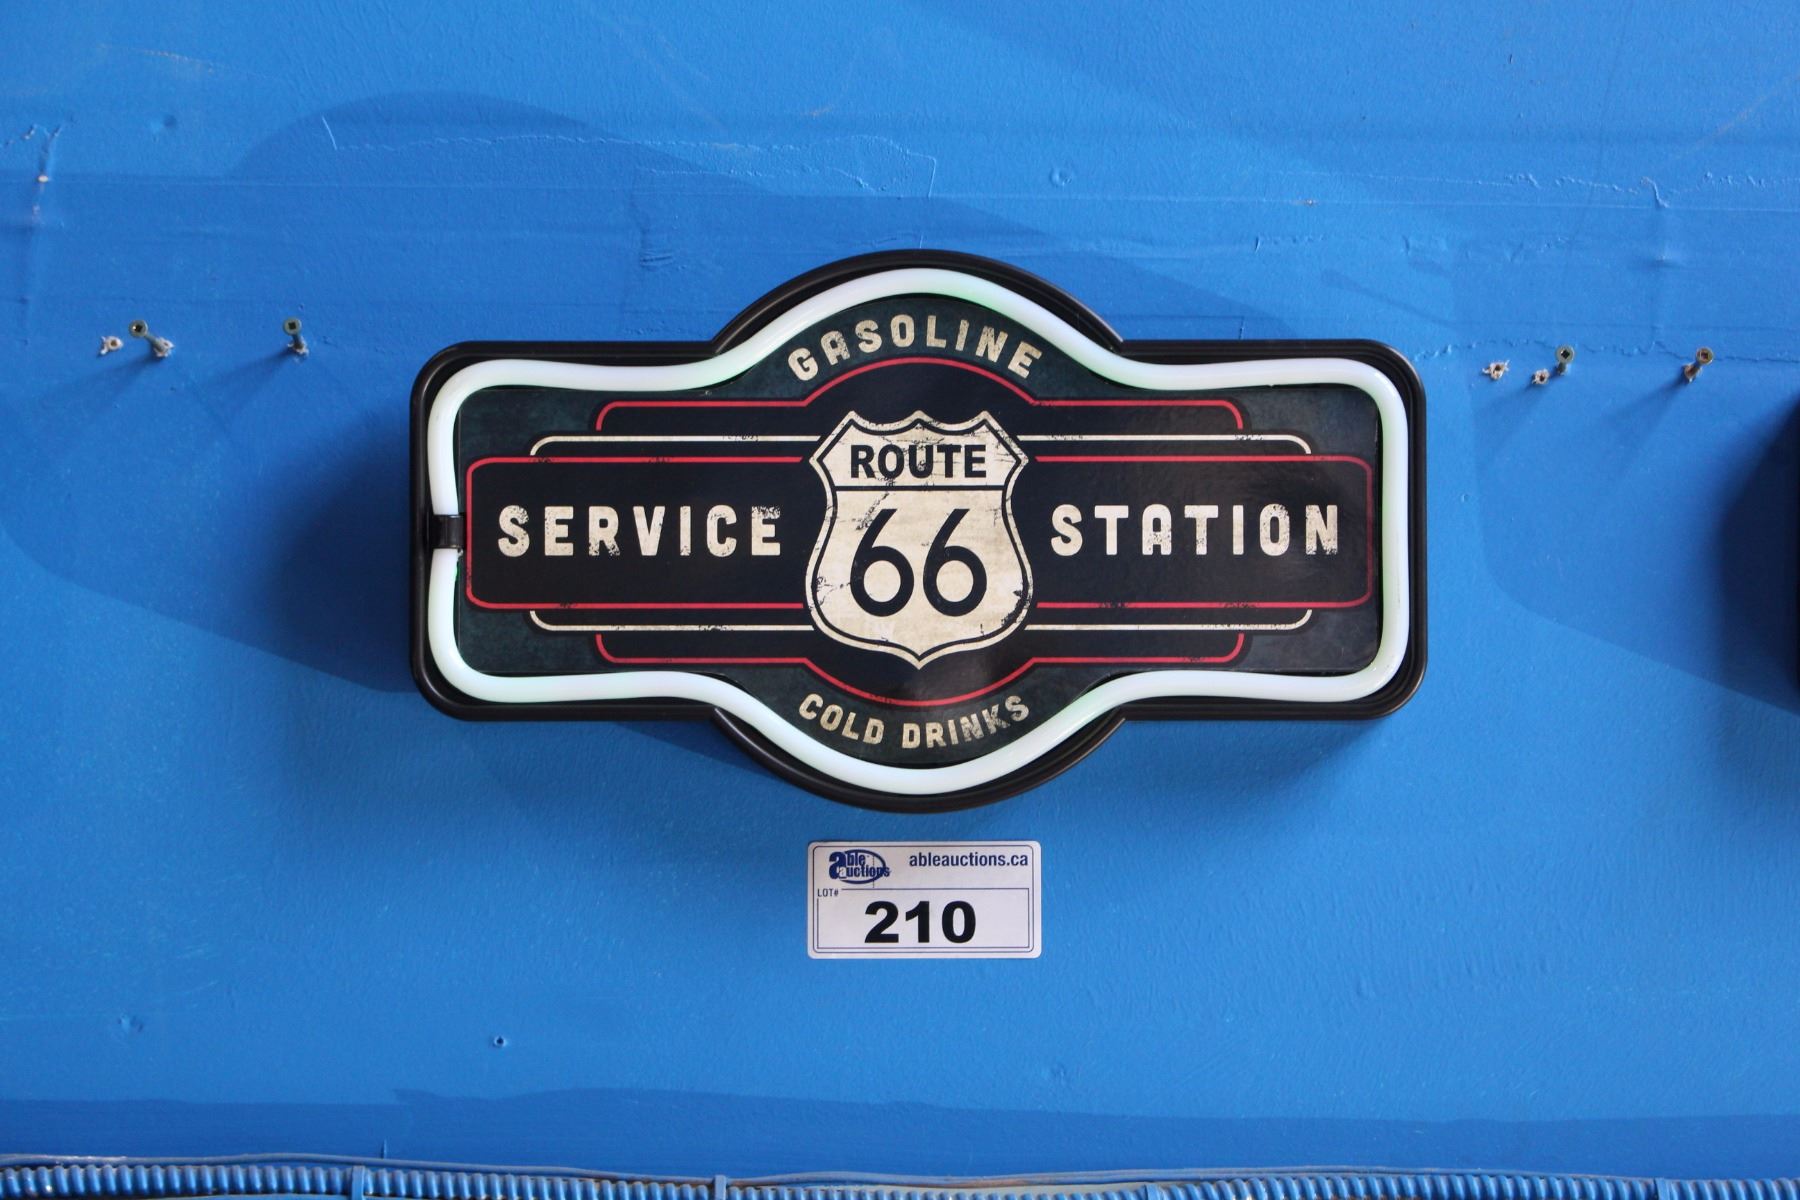 GASOLINE
ROUTE
SERVICE 66 STATION
COLD DRINKS
able auctions ableauctions.ca
LOT#
210